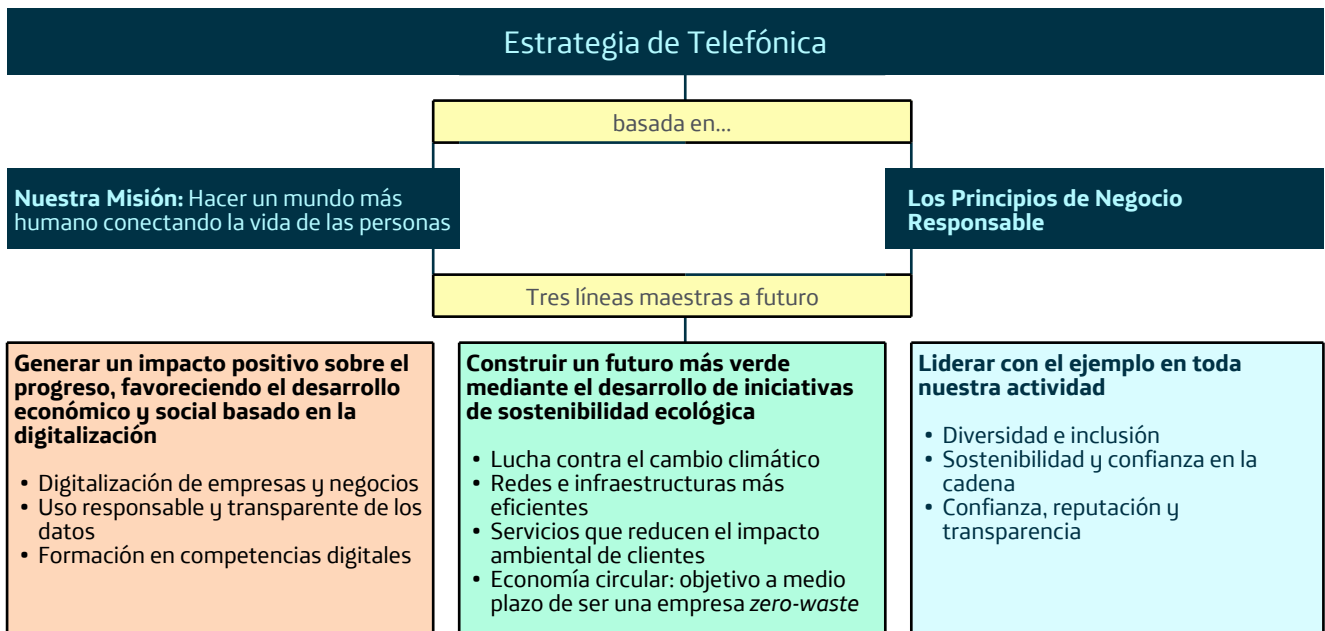 Estrategia de Telefónica
basada en...
Nuestra Misión: Hacer un mundo más
humano conectando la vida de las personas
Los Principios de Negocio
Responsable
Tres líneas maestras a futuro
Generar un impacto positivo sobre el
progreso, favoreciendo el desarrollo
económico y social basado en la
digitalización
• Digitalización de empresas y negocios
• Uso responsable y transparente de los
datos
• Formación en competencias digitales
Construir un futuro más verde
mediante el desarrollo de iniciativas
de sostenibilidad ecológica
• Lucha contra el cambio climático
• Redes e infraestructuras más
eficientes
• Servicios que reducen el impacto
ambiental de clientes
• Economía circular: objetivo a medio
plazo de ser una empresa zero-waste
Liderar con el ejemplo en toda
nuestra actividad
• Diversidad e inclusión
• Sostenibilidad y confianza en la
cadena
• Confianza, reputación y
transparencia